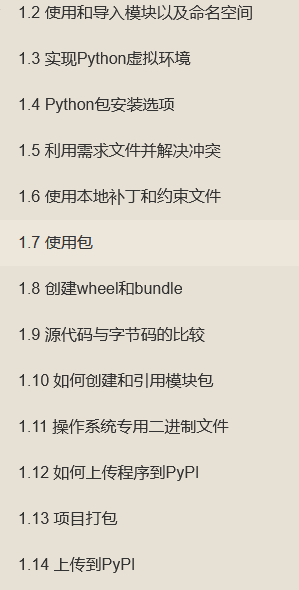 1.2 使用和导入模块以及命名空间
1.3 实现Python虚拟环境
1.4 Python包安装选项
1.5 利用需求文件并解决冲突
1.6 使用本地补丁和约束文件
1.7 使用包
1.8 创建wheel和bundle
1.9 源代码与字节码的比较
1.10 如何创建和引用模块包
1.11 操作系统专用二进制文件
1.12 如何上传程序到PyPI
1.13 项目打包
1.14 上传到PyPI